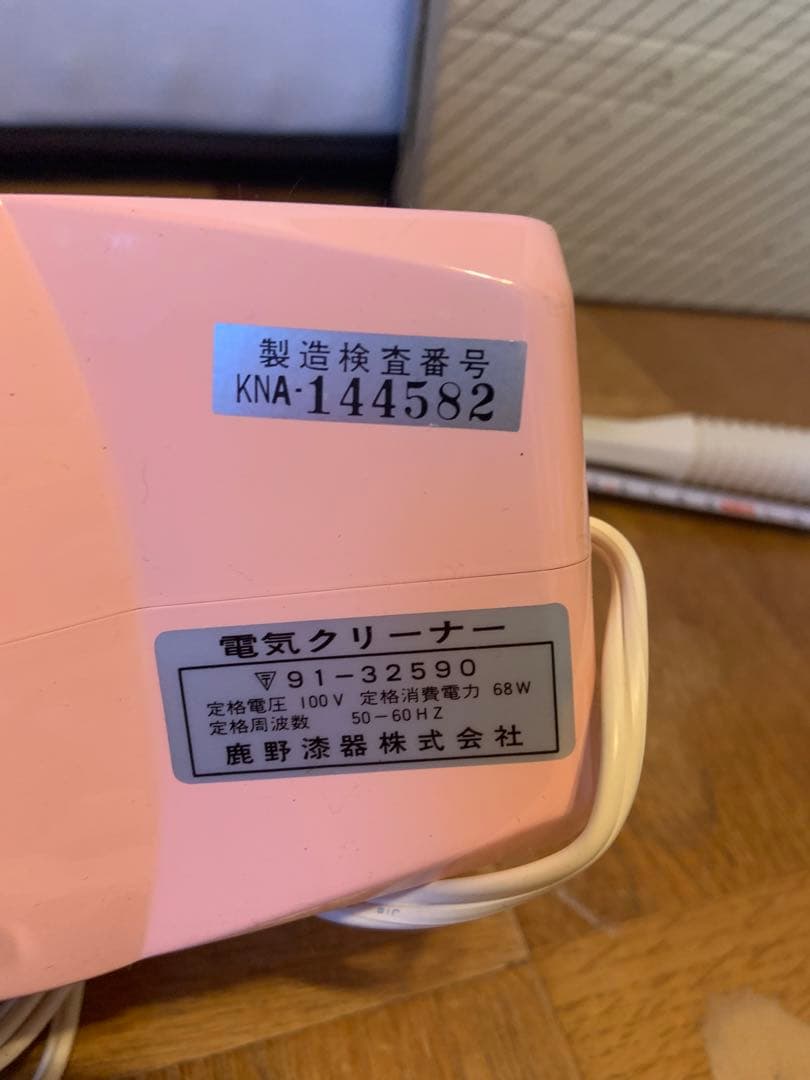 製造検査番号
KNA-144582
電気クリーナー
〒 91-32590
定格電圧 100V 定格消費電力 68W
定格周波数 50-60HZ
鹿野漆器株式会社